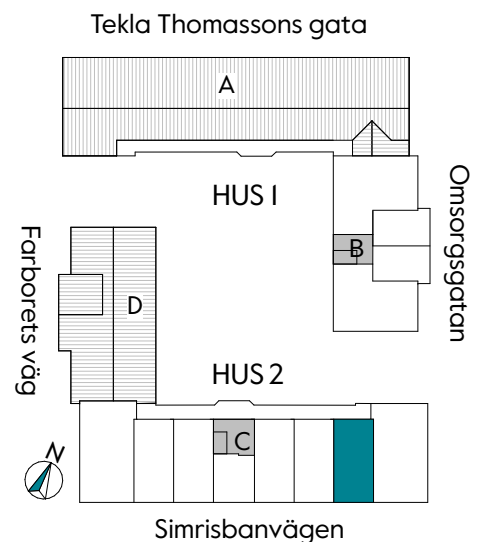 Tekla Thomassons gata
A
HUS 1
Omsorgsgatan
B
Farborets väg
D
HUS 2
C
N
Simrisbanvägen